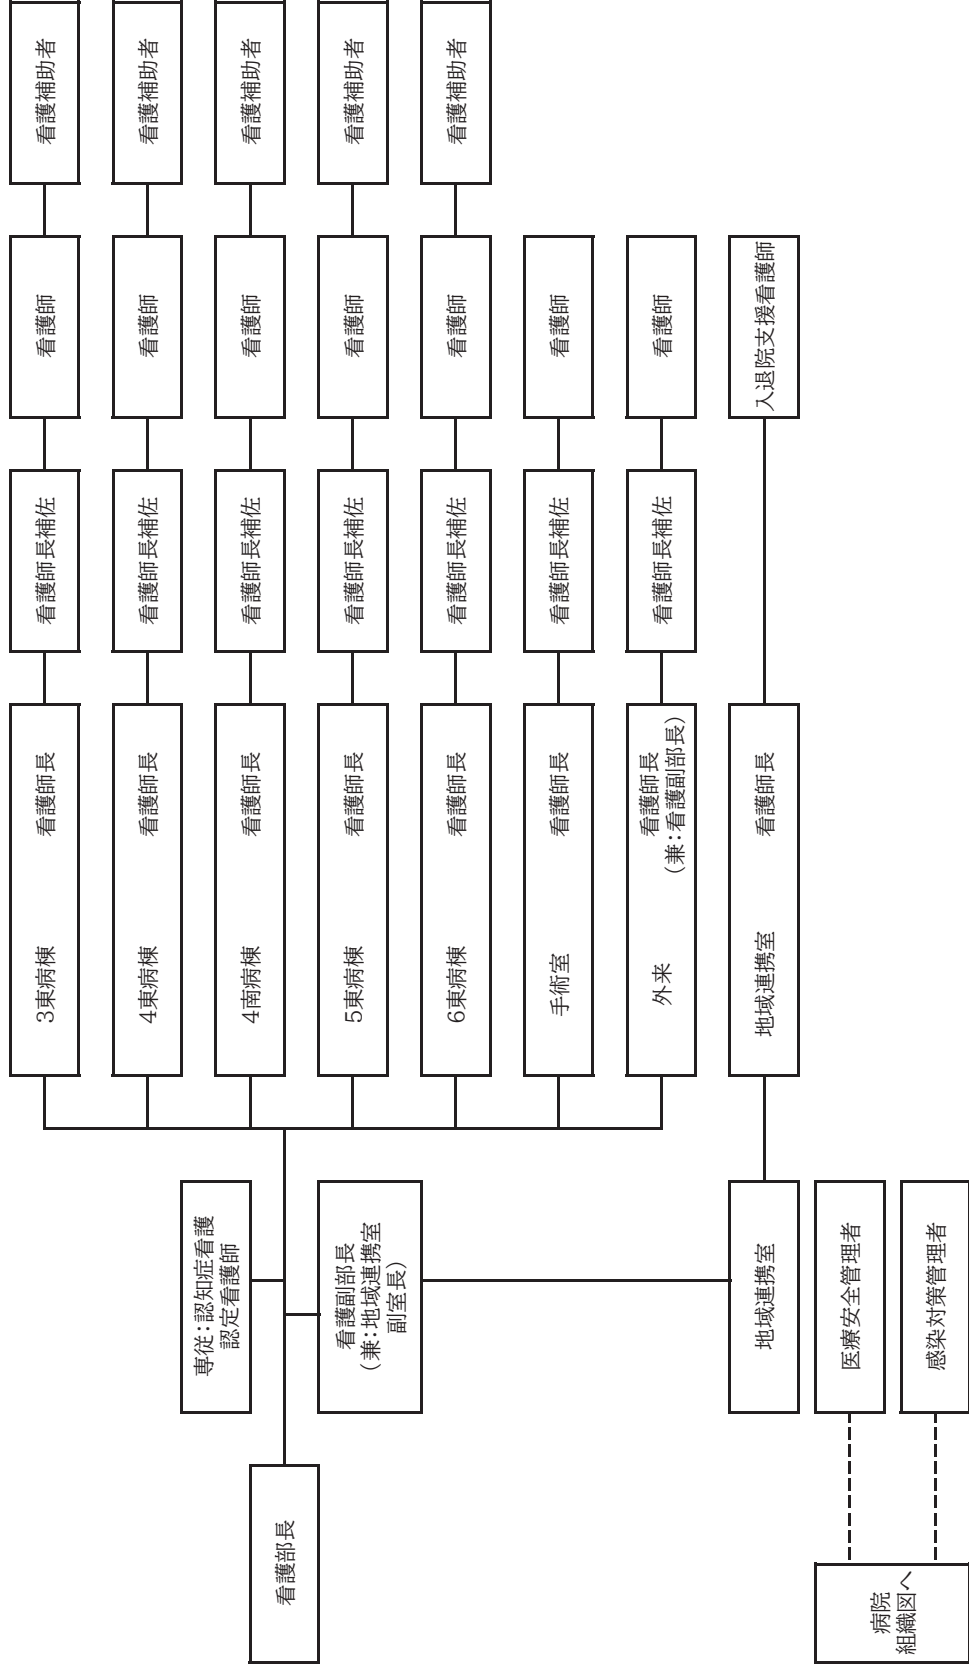 看護部長
専従：認知症看護
認定看護師
看護副部長
（兼：地域連携室
副室長）
3東病棟 看護師長
看護師長補佐
看護師
看護補助者
4東病棟 看護師長
看護師長補佐
看護師
看護補助者
4南病棟 看護師長
看護師長補佐
看護師
看護補助者
5東病棟 看護師長
看護師長補佐
看護師
看護補助者
6東病棟 看護師長
看護師長補佐
看護師
看護補助者
手術室 看護師長
看護師長補佐
看護師
外来 看護師長
（兼：看護副部長）
看護師長補佐
看護師
地域連携室
地域連携室 看護師長
入退院支援看護師
病院
組織図へ
医療安全管理者
感染対策管理者